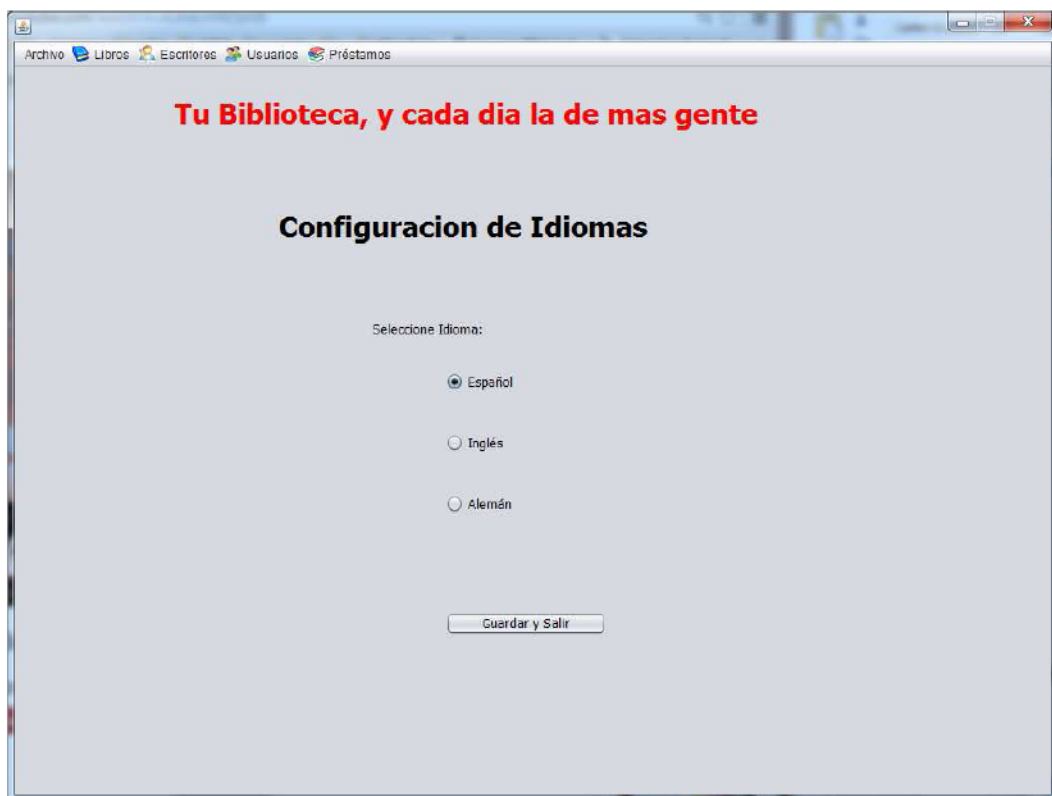 Archivo Libros Escritores Usuarios Préstamos
Tu Biblioteca, y cada dia la de mas gente
Configuracion de Idiomas
Seleccione Idioma:
Español
Inglés
Alemán
Guardar y Salir